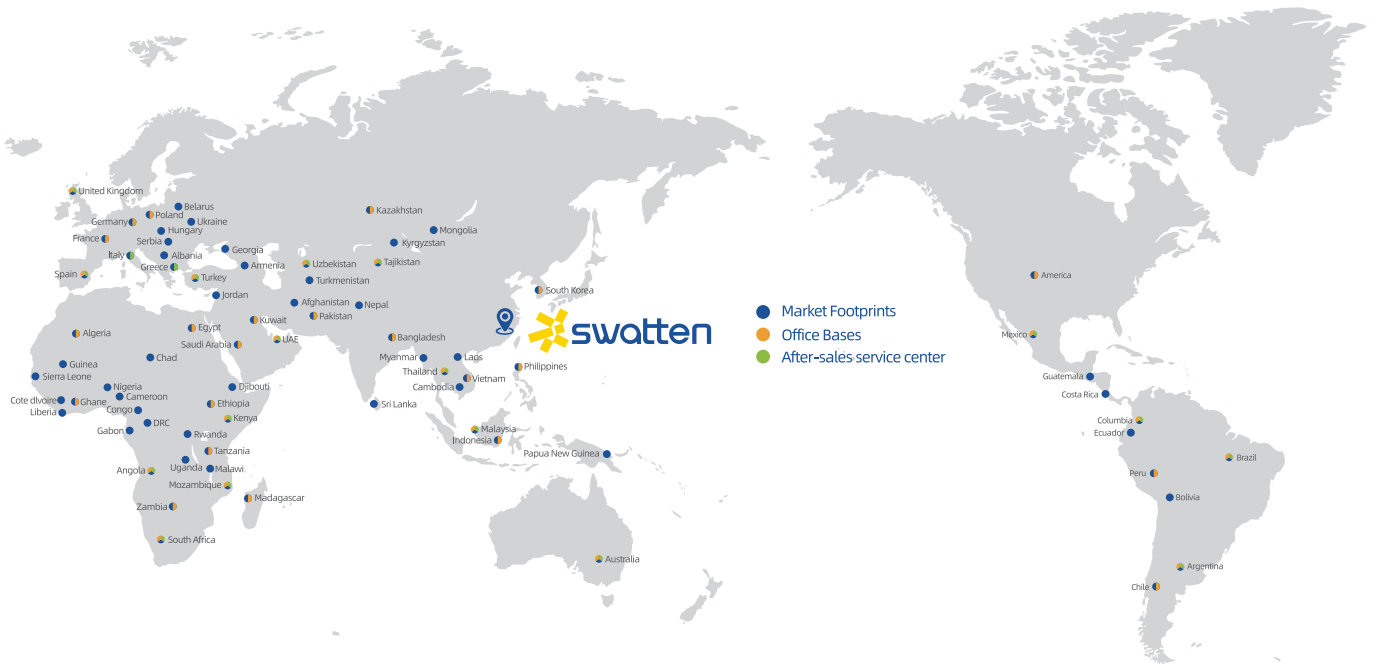 United Kingdom
Belarus
Poland
Germany
Ukraine
Hungary
France
Serbia
Italy
Albania
Greece
Spain
Turkey
Georgia
Armenia
Jordan
Kazakhstan
Mongolia
Kyrgyzstan
Uzbekistan
Tajikistan
Turkmenistan
Afghanistan
Nepal
Pakistan
South Korea
Kuwait
UAE
Saudi Arabia
Egypt
Algeria
Bangladesh
swatten
Market Footprints
Office Bases
After-sales service center
Myanmar
Laos
Thailand
Philippines
Vietnam
Cambodia
Sri Lanka
Malaysia
Indonesia
Papua New Guinea
Australia
Chad
Guinea
Sierra Leone
Nigeria
Cameroon
Djibouti
Cote dlvoire
Ghane
Liberia
Congo
Ethiopia
Kenya
DRC
Gabon
Rwanda
Tanzania
Uganda
Malawi
Angola
Mozambique
Madagascar
Zambia
South Africa
America
Mexico
Guatemala
Costa Rica
Columbia
Ecuador
Brazil
Peru
Bolivia
Argentina
Chile